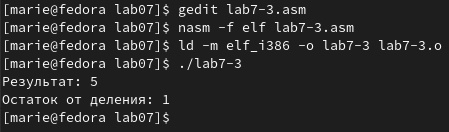 [marie@fedora lab07]$ gedit lab7-3.asm
[marie@fedora lab07]$ nasm -f elf lab7-3.asm
[marie@fedora lab07]$ ld -m elf_i386 -o lab7-3 lab7-3.o
[marie@fedora lab07]$ ./lab7-3
Результат: 5
Остаток от деления: 1
[marie@fedora lab07]$